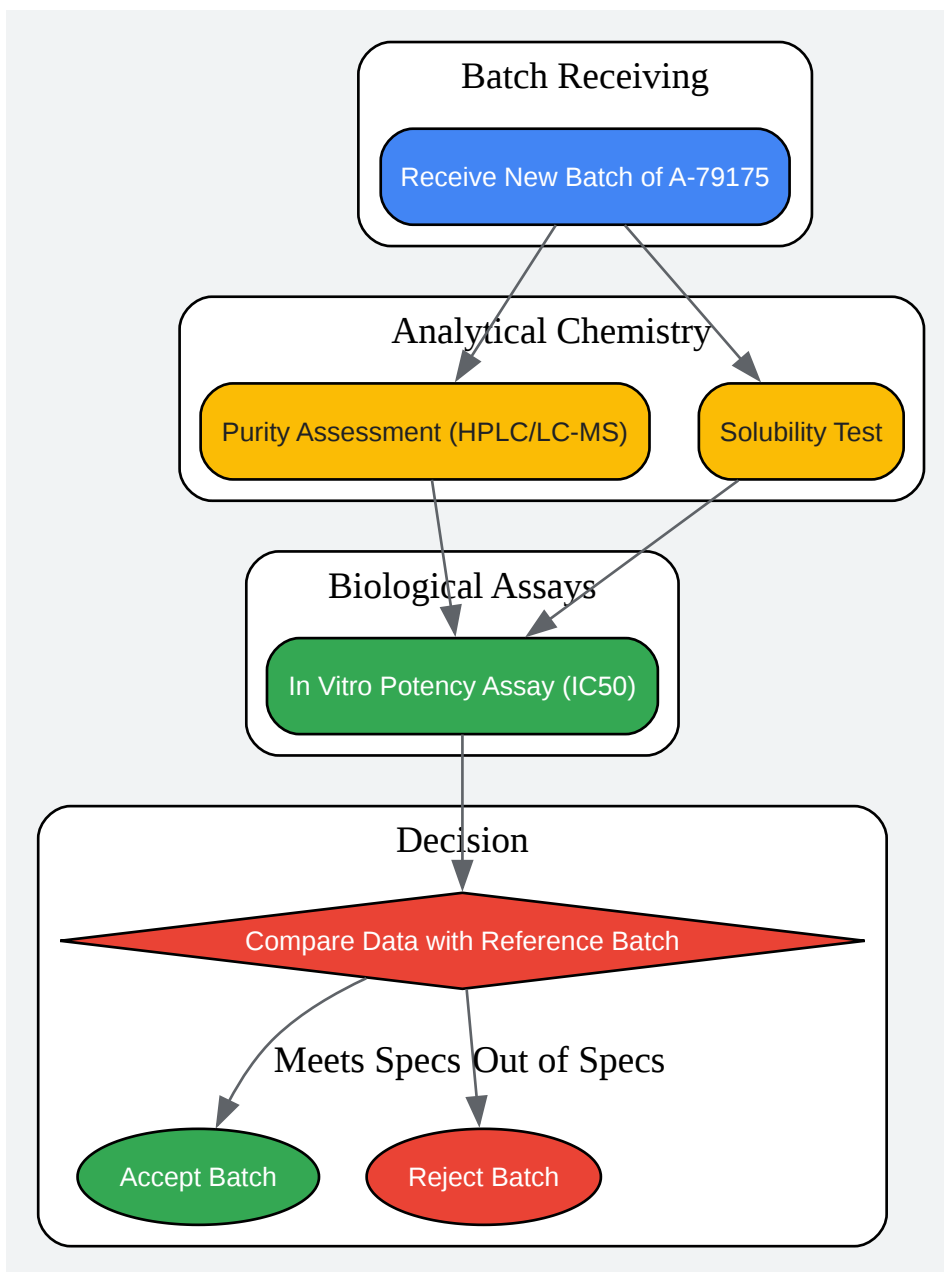 Batch Receiving
Receive New Batch of A-79175
Analytical Chemistry
Purity Assessment (HPLC/LC-MS)
Solubility Test
Biological Assays
In Vitro Potency Assay (IC50)
Decision
Compare Data with Reference Batch
Meets Specs
Out of Specs
Accept Batch
Reject Batch